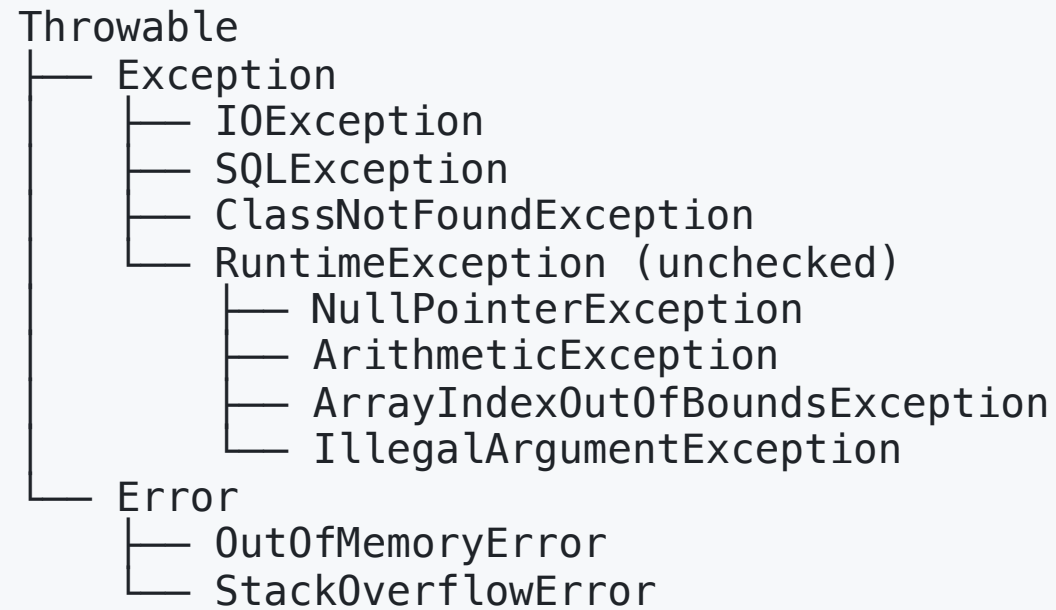 Throwable
├── Exception
│   ├── IOException
│   ├── SQLException
│   ├── ClassNotFoundException
│   └── RuntimeException (unchecked)
│       ├── NullPointerException
│       ├── ArithmeticException
│       ├── ArrayIndexOutOfBoundsException
│       └── IllegalArgumentException
└── Error
    ├── OutOfMemoryError
    └── StackOverflowError